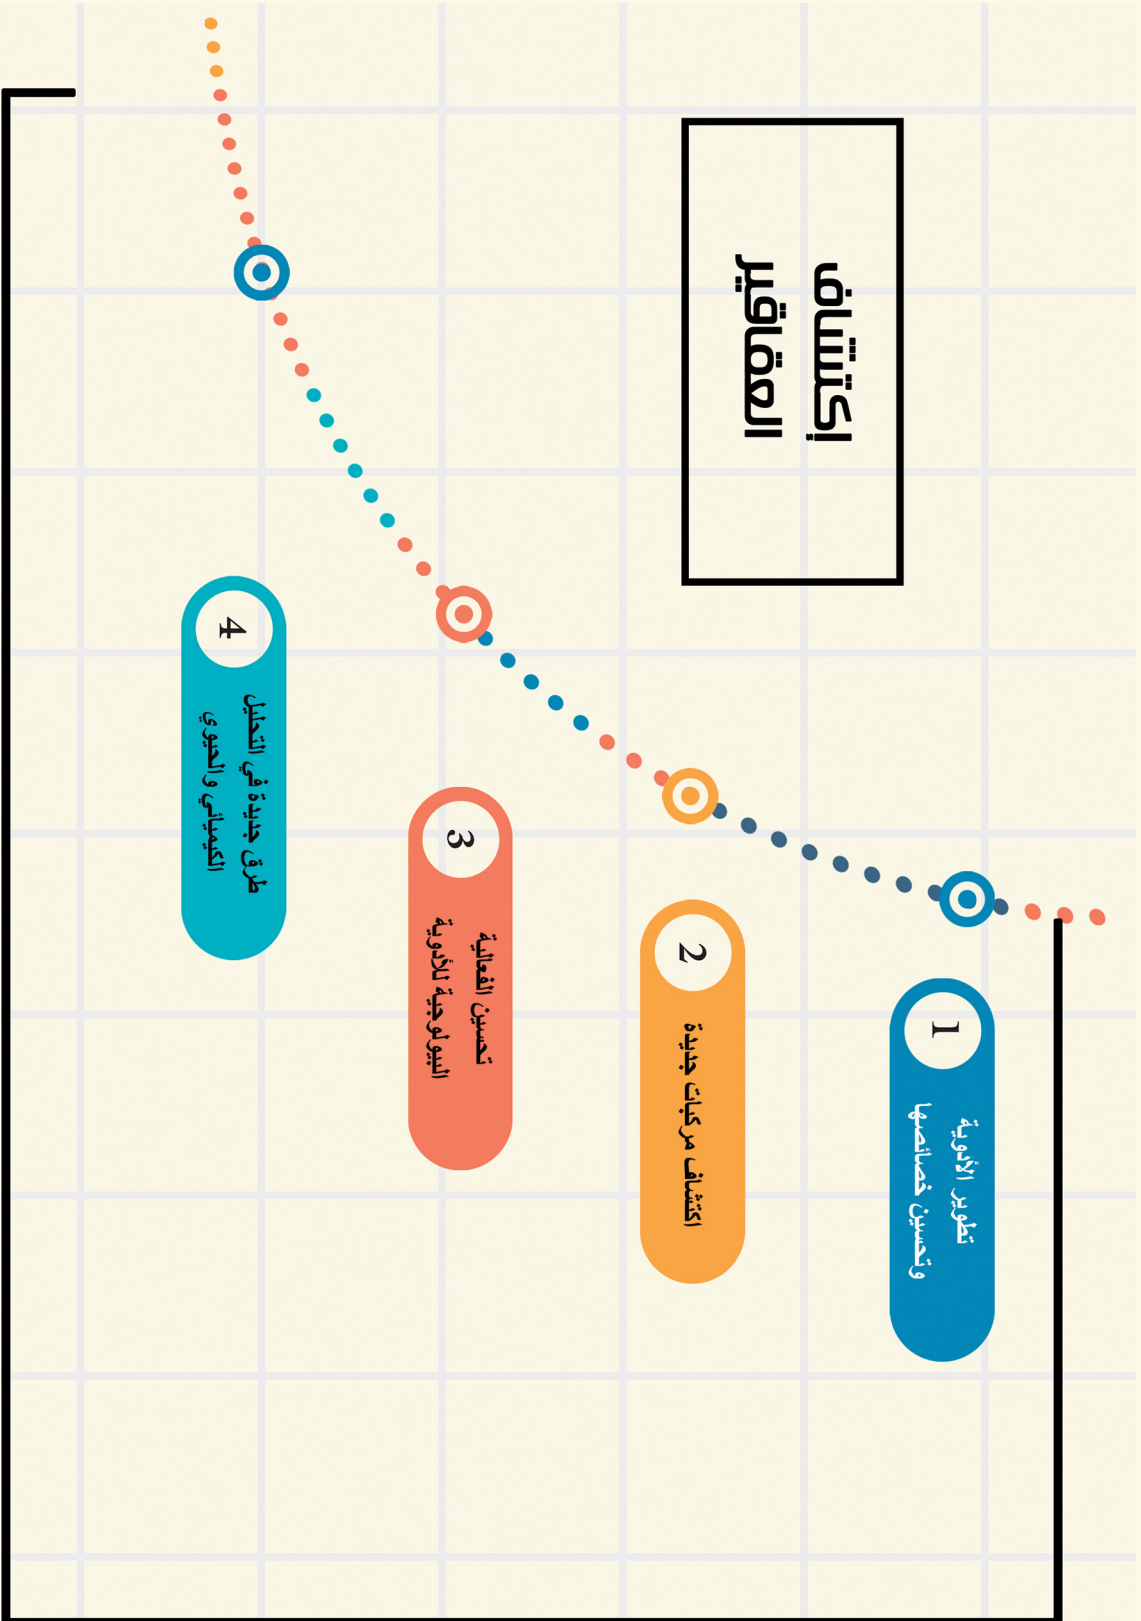 إكتشاف
العقاقير
1
تطوير الأدوية
وتحسين خصائصها
2
اكتشاف مركبات جديدة
3
تحسين الفعالية
البيولوجية للأدوية
4
طرق جديدة في التحليل
الكيميائي والحيوي